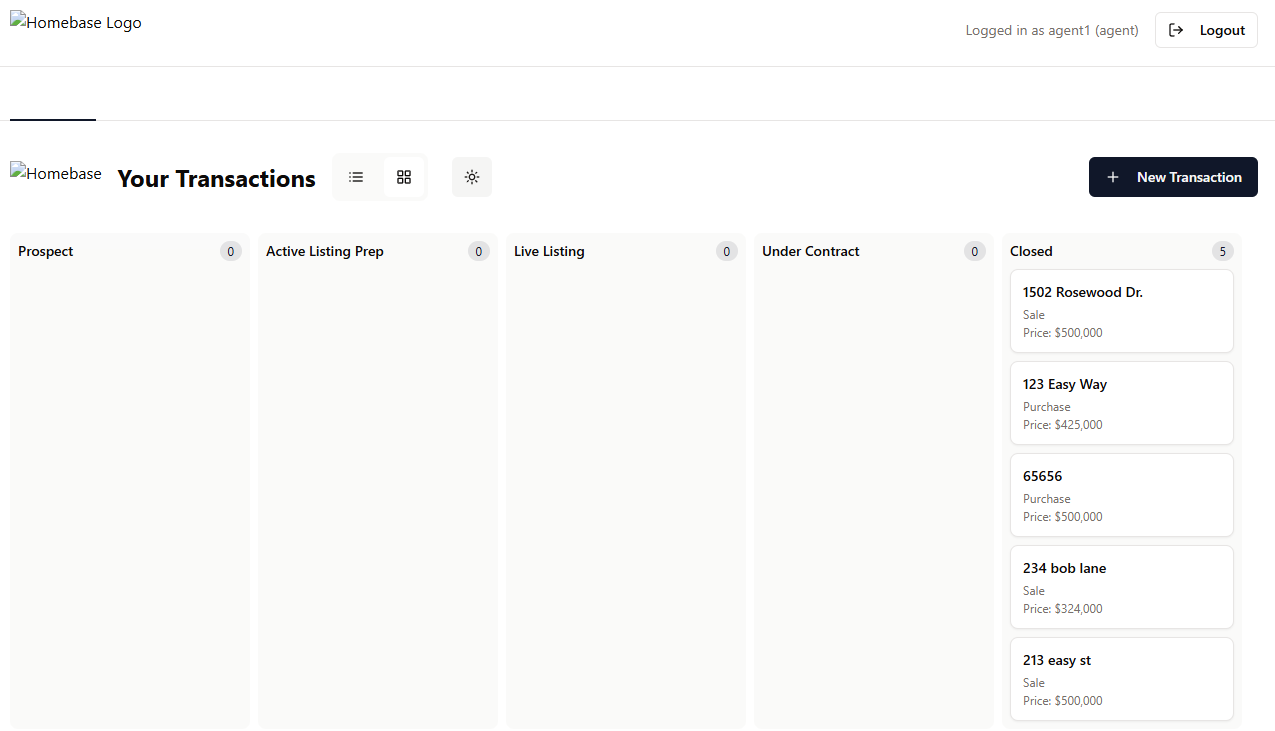 Homebase Logo
Logged in as agent1 (agent)
Logout
Homebase
Your Transactions
New Transaction
Prospect 0
Active Listing Prep 0
Live Listing 0
Under Contract 0
Closed 5
1502 Rosewood Dr.
Sale
Price: $500,000
123 Easy Way
Purchase
Price: $425,000
65656
Purchase
Price: $500,000
234 bob lane
Sale
Price: $324,000
213 easy st
Sale
Price: $500,000